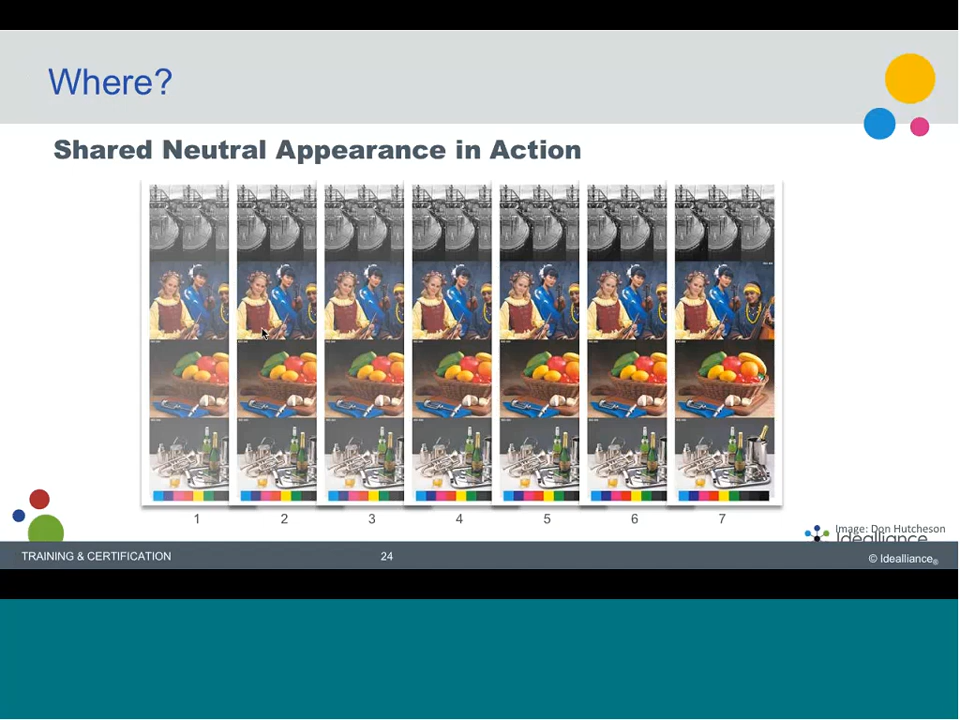 Where?
Shared Neutral Appearance in Action
1 2 3 4 5 6 7
Image: Don Hutcheson
Idealliance
TRAINING & CERTIFICATION 24 © Idealliance®